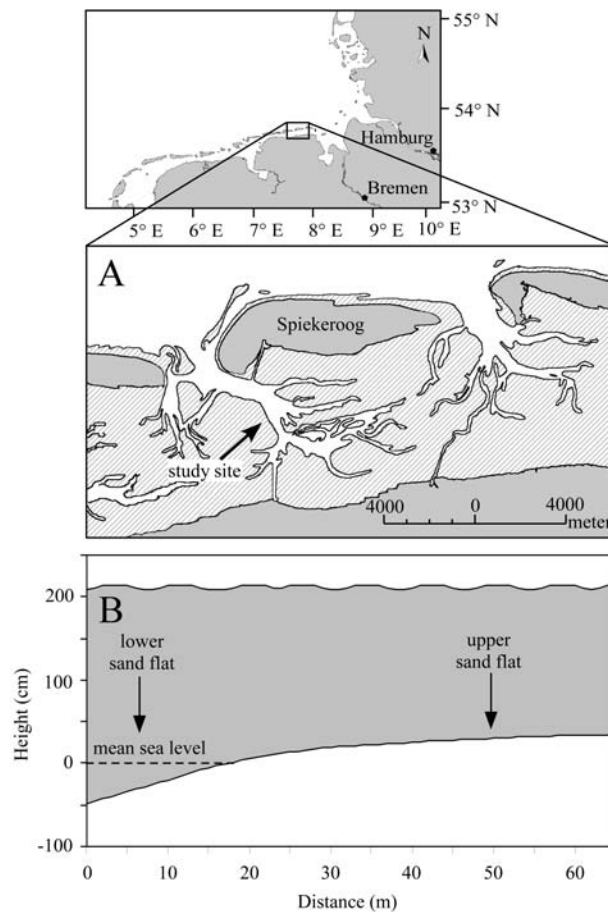 55° N
N
54° N
Hamburg
Bremen
53° N
5° E 6° E 7° E 8° E 9° E 10° E
A
Spiekeroog
study site
4000 0 4000
meter
B
200
lower
sand flat
upper
sand flat
100
Height (cm)
mean sea level
0
-100
0 10 20 30 40 50 60
Distance (m)